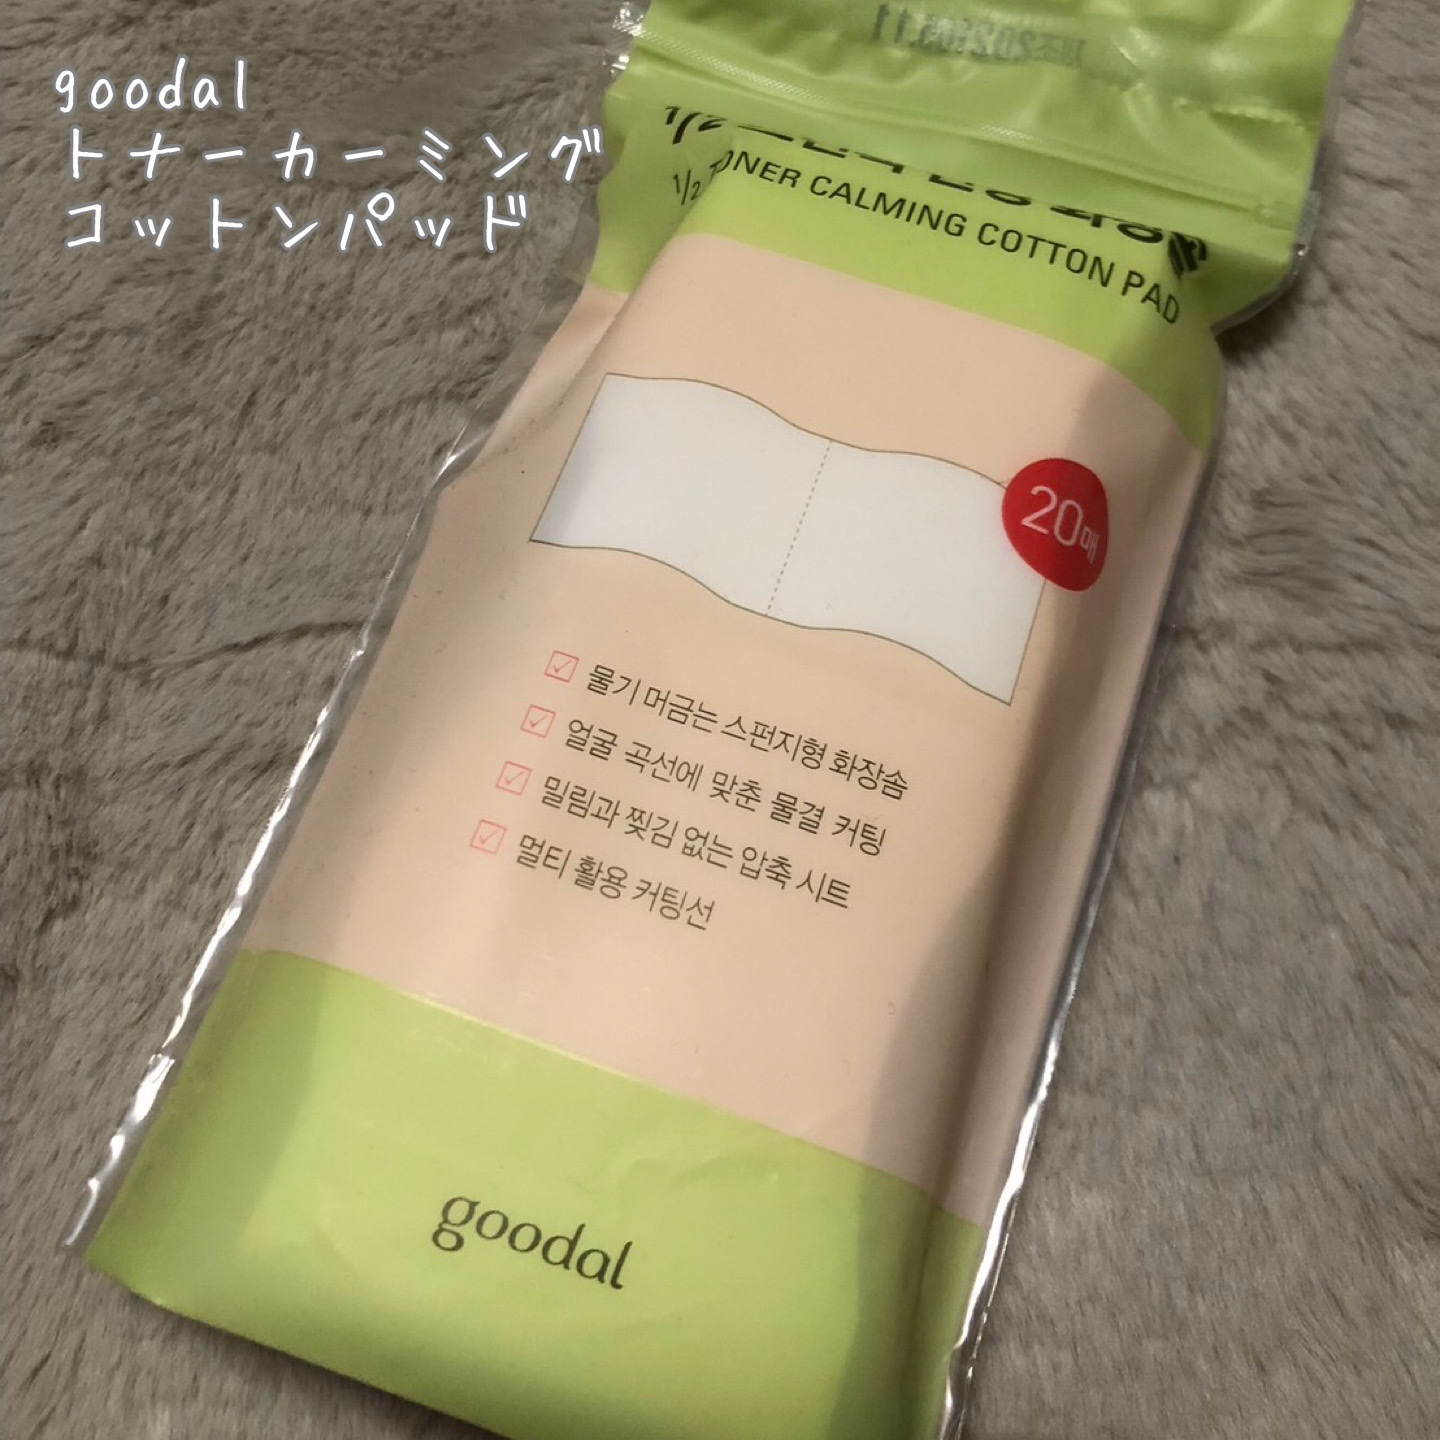 goodal
トナーカーミング
コットンパッド
1/2 TONER CALMING COTTON PAD
20매
물기 머금는 스펀지형 화장솜
얼굴 곡선에 맞춘 물결 커팅
밀림과 찢김 없는 압축 시트
멀티 활용 커팅선
goodal